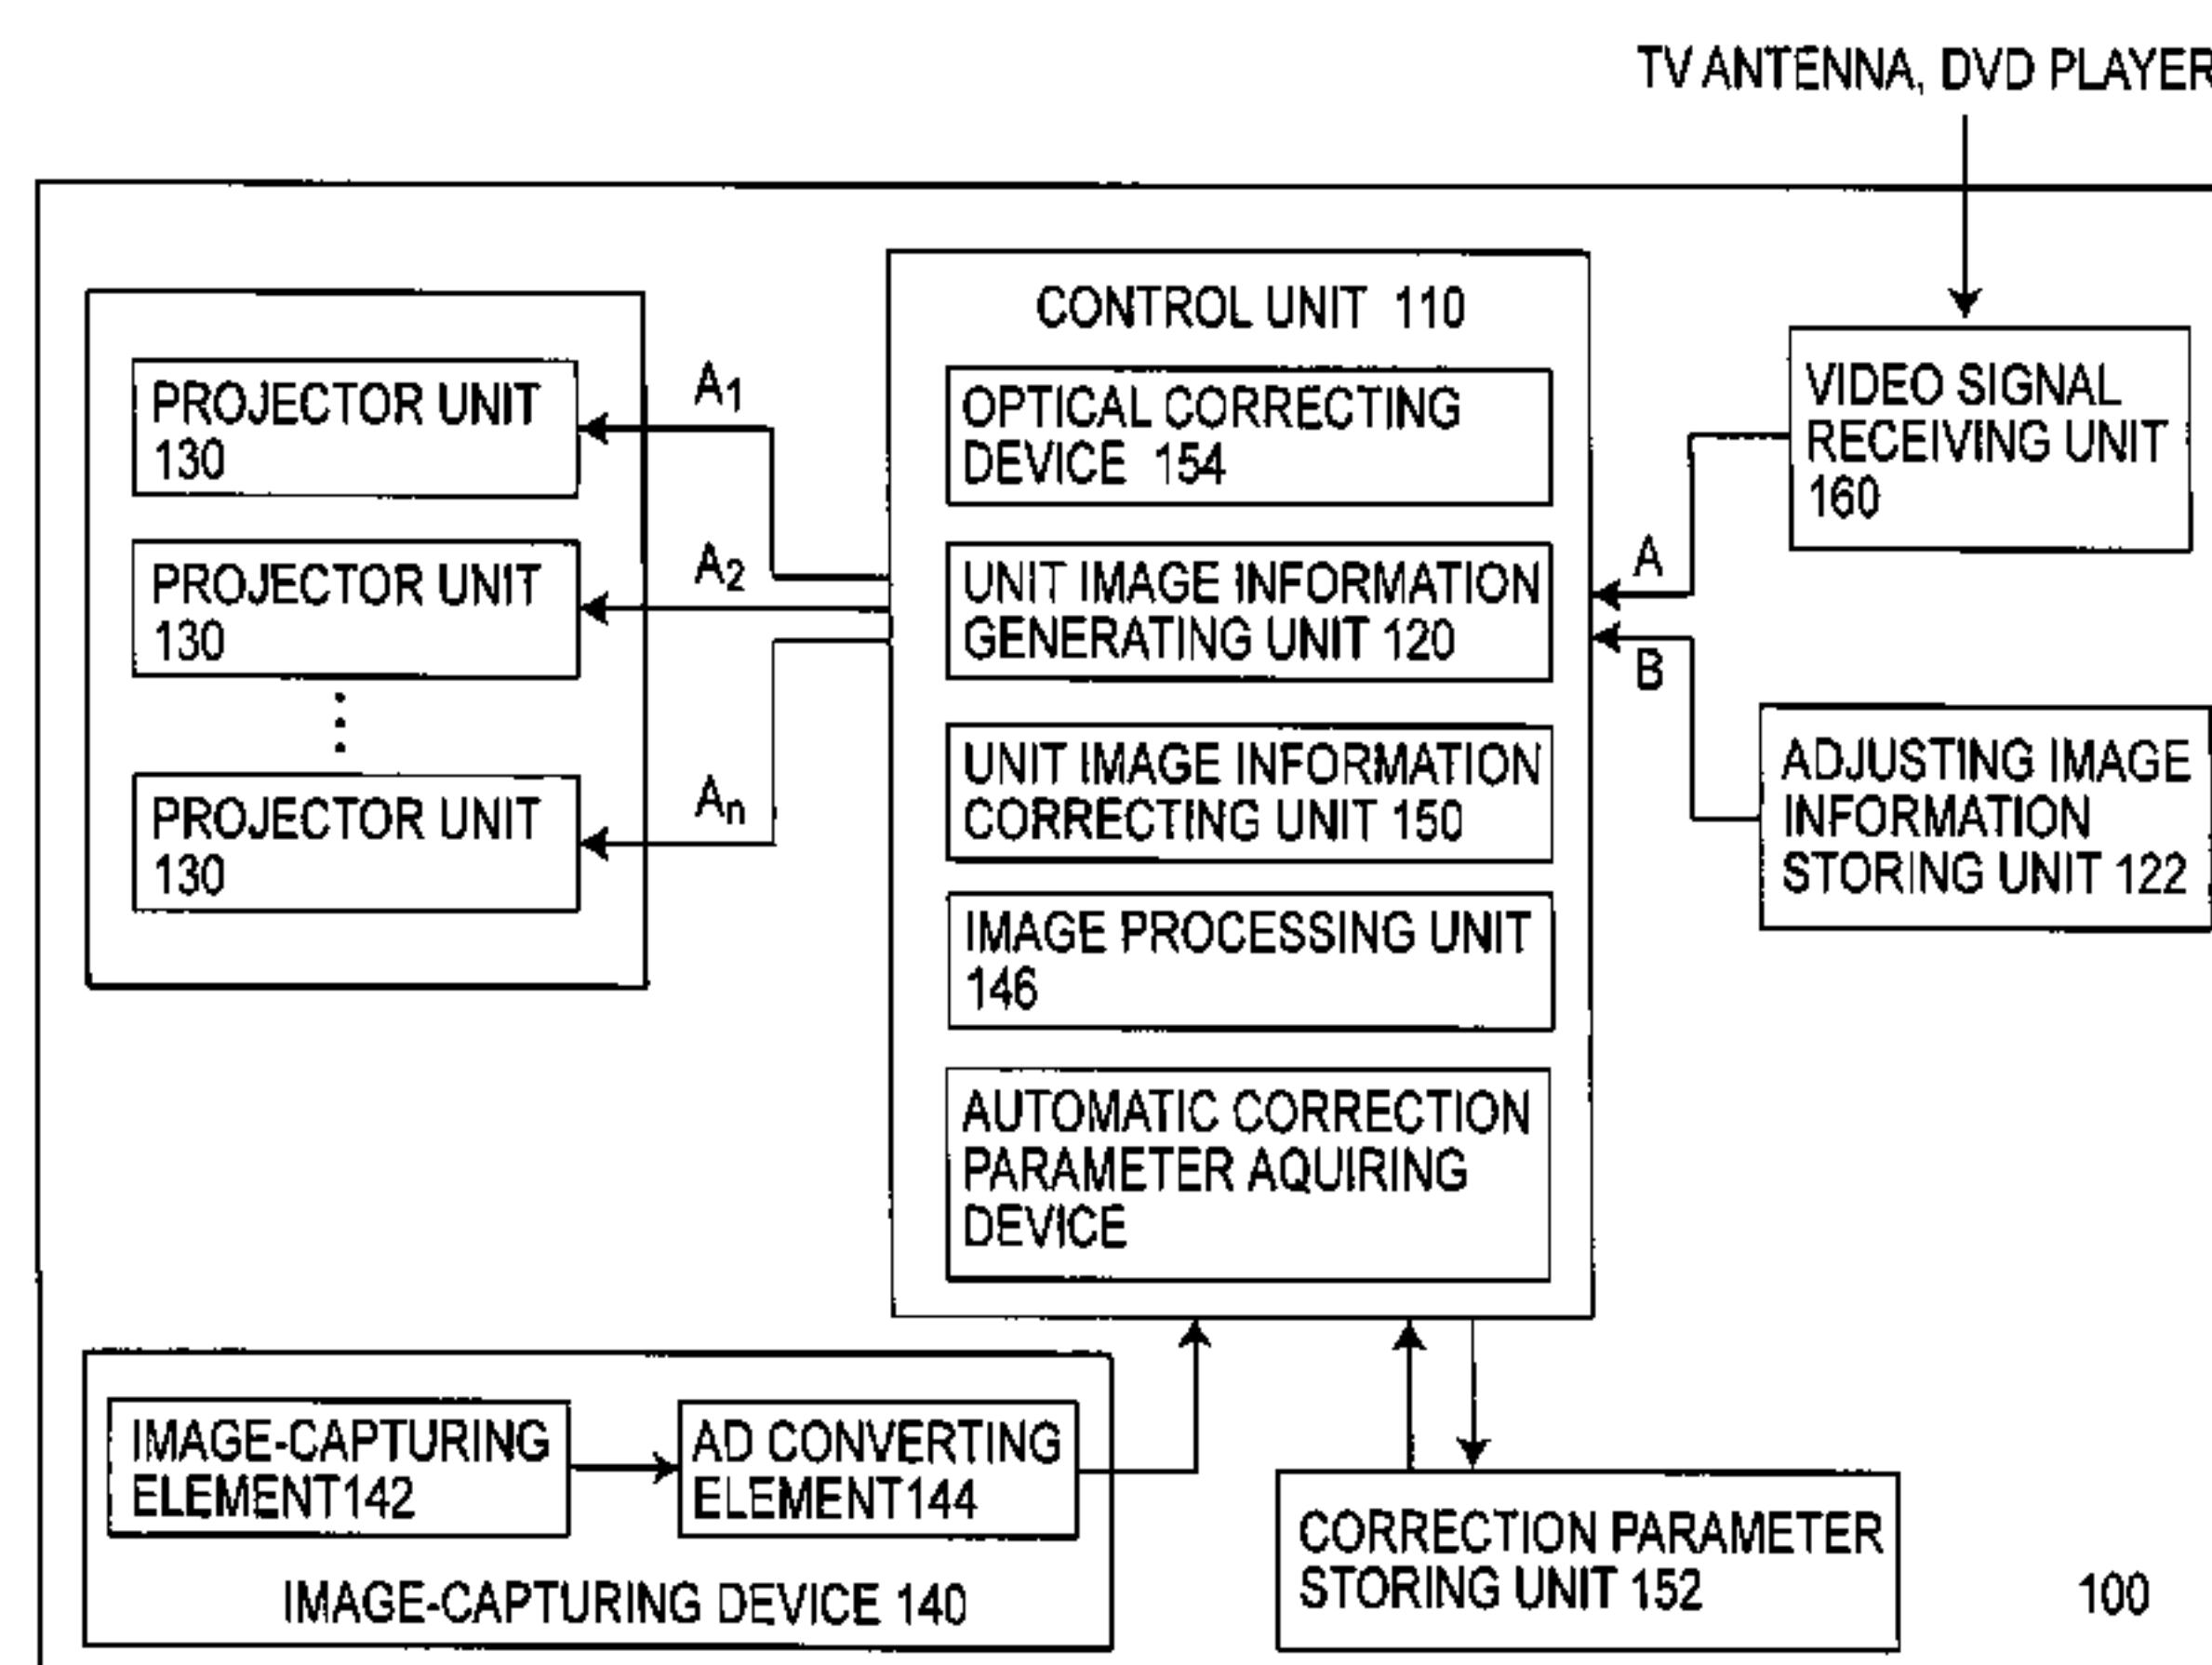 TV ANTENNA, DVD PLAYER
CONTROL UNIT 110
OPTICAL CORRECTING
DEVICE 154
UNIT IMAGE INFORMATION
GENERATING UNIT 120
UNIT IMAGE INFORMATION
CORRECTING UNIT 150
IMAGE PROCESSING UNIT
146
AUTOMATIC CORRECTION
PARAMETER AQUIRING
DEVICE
PROJECTOR UNIT
130
PROJECTOR UNIT
130
PROJECTOR UNIT
130
A1
A2
An
VIDEO SIGNAL
RECEIVING UNIT
160
A
B
ADJUSTING IMAGE
INFORMATION
STORING UNIT 122
IMAGE-CAPTURING
ELEMENT142
AD CONVERTING
ELEMENT144
IMAGE-CAPTURING DEVICE 140
CORRECTION PARAMETER
STORING UNIT 152
100